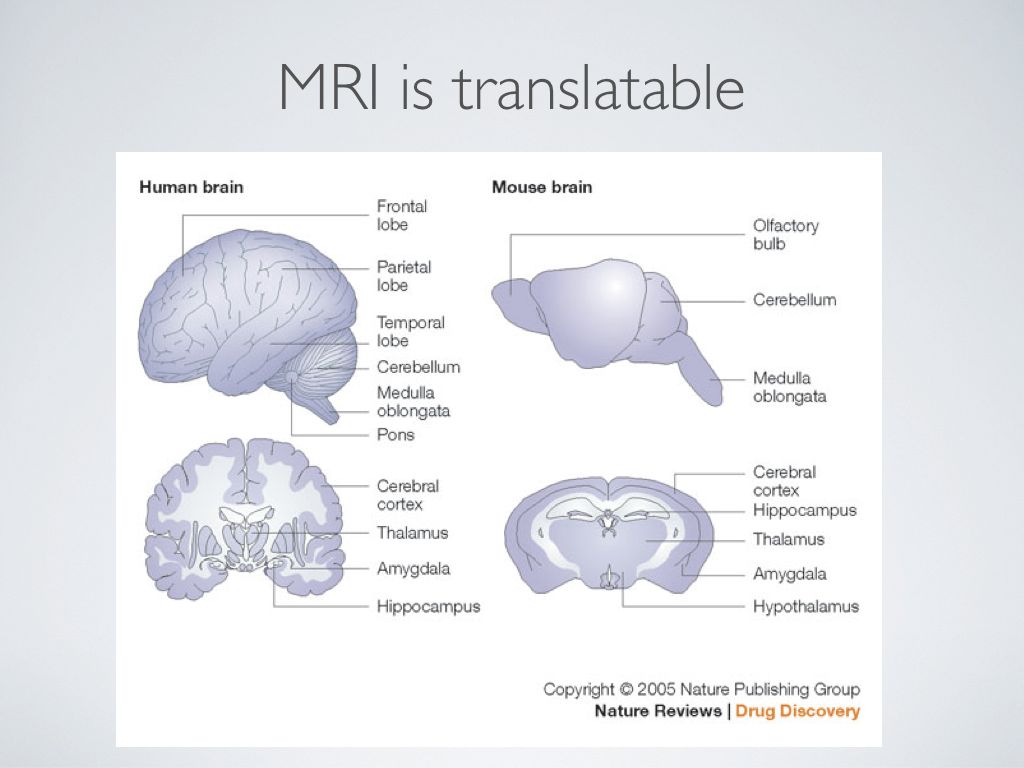 MRI is translatable
Human brain
Frontal
lobe
Parietal
lobe
Temporal
lobe
Cerebellum
Medulla
oblongata
Pons
Cerebral
cortex
Thalamus
Amygdala
Hippocampus
Mouse brain
Olfactory
bulb
Cerebellum
Medulla
oblongata
Cerebral
cortex
Hippocampus
Thalamus
Amygdala
Hypothalamus
Copyright © 2005 Nature Publishing Group
Nature Reviews | Drug Discovery